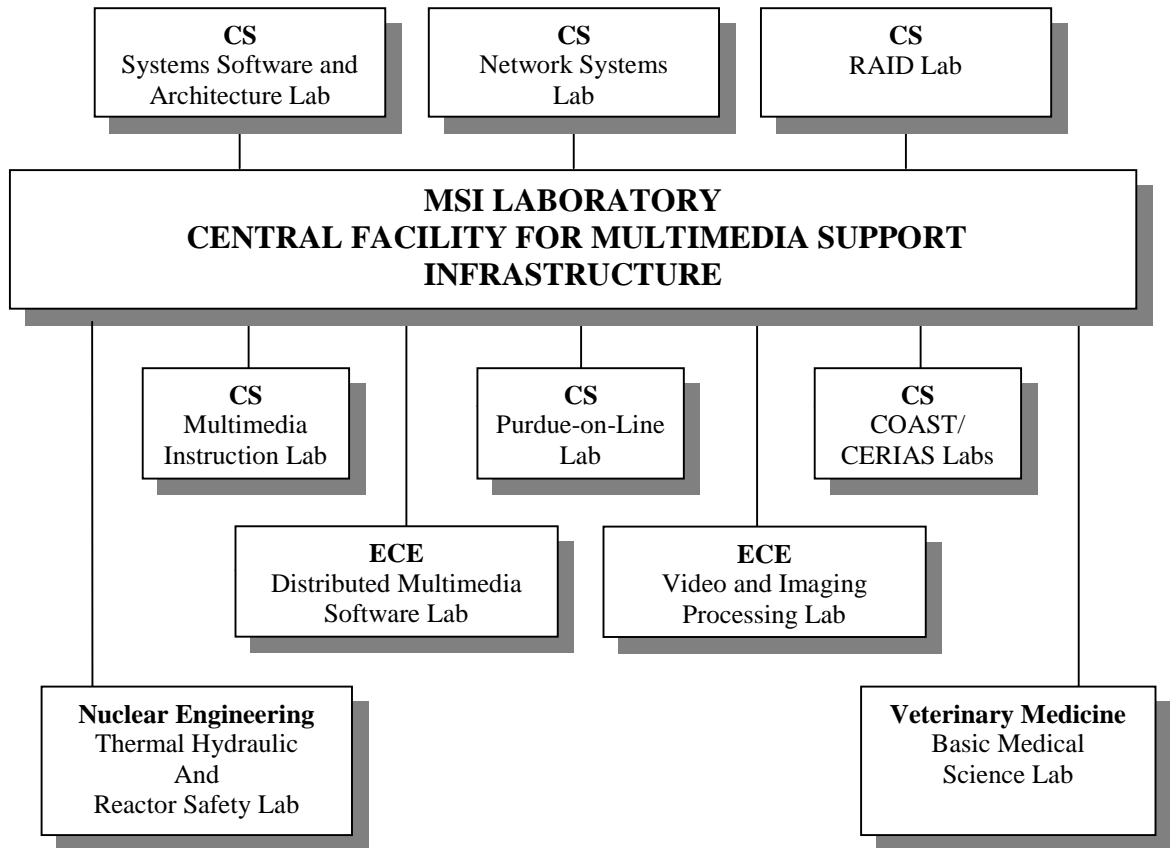 CS
Systems Software and
Architecture Lab
CS
Network Systems
Lab
CS
RAID Lab
MSI LABORATORY
CENTRAL FACILITY FOR MULTIMEDIA SUPPORT
INFRASTRUCTURE
CS
Multimedia
Instruction Lab
CS
Purdue-on-Line
Lab
CS
COAST/
CERIAS Labs
ECE
Distributed Multimedia
Software Lab
ECE
Video and Imaging
Processing Lab
Nuclear Engineering
Thermal Hydraulic
And
Reactor Safety Lab
Veterinary Medicine
Basic Medical
Science Lab